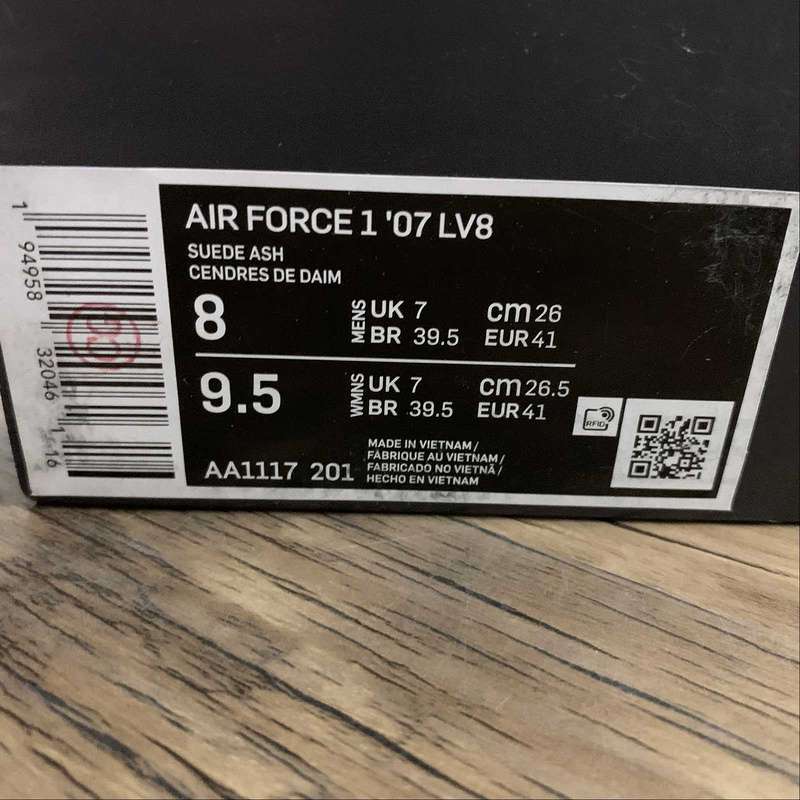 AIR FORCE 1 '07 LV8
SUEDE ASH
CENDRES DE DAIM
8 MENS UK 7 cm 26
BR 39.5 EUR 41
9.5 WMNS UK 7 cm 26.5
BR 39.5 EUR 41
AA1117 201
MADE IN VIETNAM /
FABRIQUE AU VIETNAM /
FABRICADO NO VIETNÃ /
HECHO EN VIETNAM
RFID
1 94958 32046 1 16